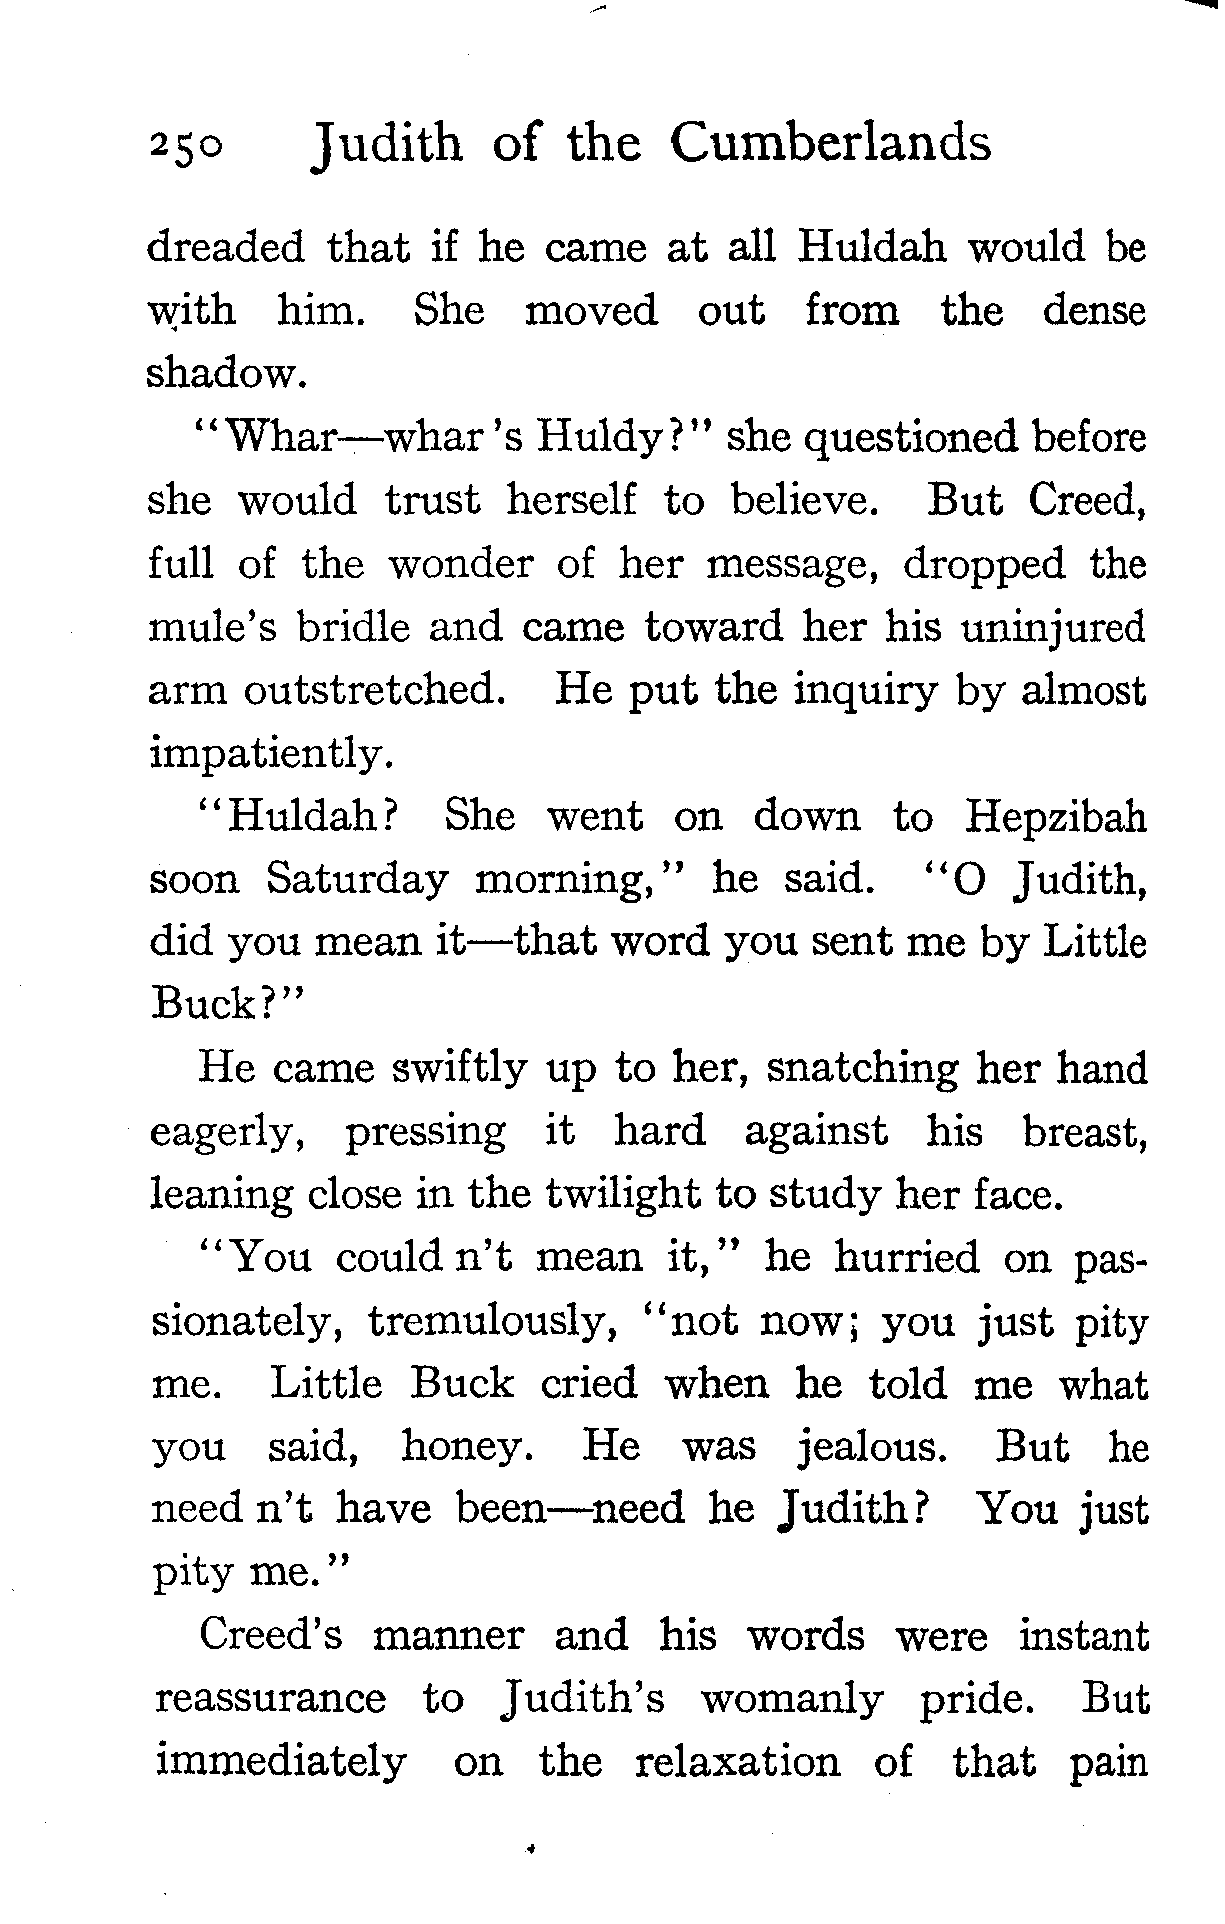 250 Judith of the Cumberlands
dreaded that if he came at all Huldah would be
with him. She moved out from the dense
shadow.
"Whar—whar 's Huldy?" she questioned before
she would trust herself to believe. But Creed,
full of the wonder of her message, dropped the
mule's bridle and came toward her his uninjured
arm outstretched. He put the inquiry by almost
impatiently.
"Huldah? She went on down to Hepzibah
soon Saturday morning," he said. "O Judith,
did you mean it—that word you sent me by Little
Buck?"
He came swiftly up to her, snatching her hand
eagerly, pressing it hard against his breast,
leaning close in the twilight to study her face.
"You could n't mean it," he hurried on pas-
sionately, tremulously, "not now; you just pity
me. Little Buck cried when he told me what
you said, honey. He was jealous. But he
need n't have been—need he Judith? You just
pity me."
Creed's manner and his words were instant
reassurance to Judith's womanly pride. But
immediately on the relaxation of that pain